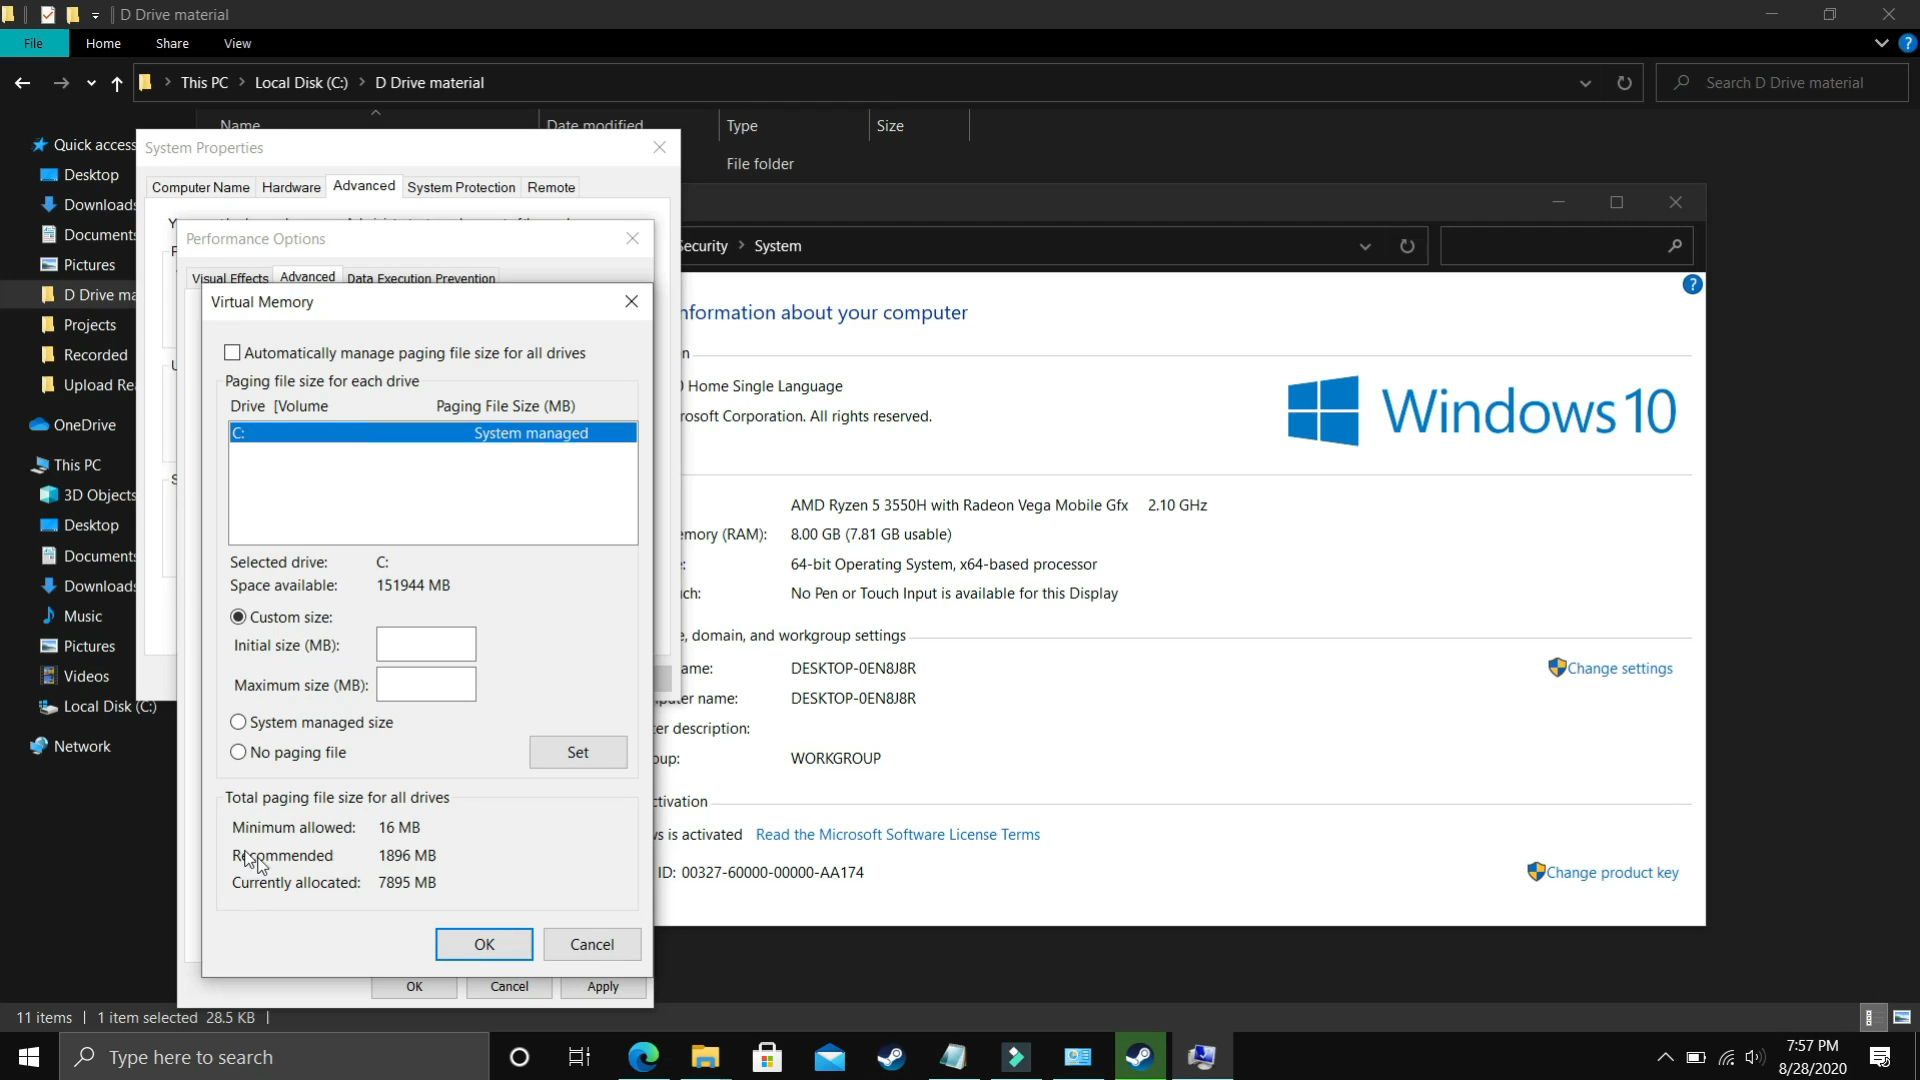 D Drive material
File Home Share View
This PC Local Disk (C:) D Drive material
Search D Drive material
Name Date modified Type Size
File folder
Quick access
Desktop
Downloads
Documents
Pictures
D Drive ma
Projects
Recorded
Upload Rea
OneDrive
This PC
3D Objects
Desktop
Documents
Downloads
Music
Pictures
Videos
Local Disk (C:)
Network
System Properties
Computer Name Hardware Advanced System Protection Remote
Performance Options
Visual Effects Advanced Data Execution Prevention
Virtual Memory
Automatically manage paging file size for all drives
Paging file size for each drive
Drive [Volume Paging File Size (MB)
C: System managed
Selected drive: C:
Space available: 151944 MB
Custom size:
Initial size (MB):
Maximum size (MB):
System managed size
No paging file
Set
Total paging file size for all drives
Minimum allowed: 16 MB
Recommended 1896 MB
Currently allocated: 7895 MB
OK Cancel
OK Cancel Apply
Security System
nformation about your computer
n
0 Home Single Language
rosoft Corporation. All rights reserved.
Windows 10
AMD Ryzen 5 3550H with Radeon Vega Mobile Gfx 2.10 GHz
emory (RAM): 8.00 GB (7.81 GB usable)
e: 64-bit Operating System, x64-based processor
uch: No Pen or Touch Input is available for this Display
e, domain, and workgroup settings
ame: DESKTOP-0EN8J8R
Change settings
puter name: DESKTOP-0EN8J8R
er description:
oup: WORKGROUP
ctivation
ws is activated Read the Microsoft Software License Terms
ID: 00327-60000-00000-AA174
Change product key
11 items 1 item selected 28.5 KB
Type here to search
7:57 PM
8/28/2020